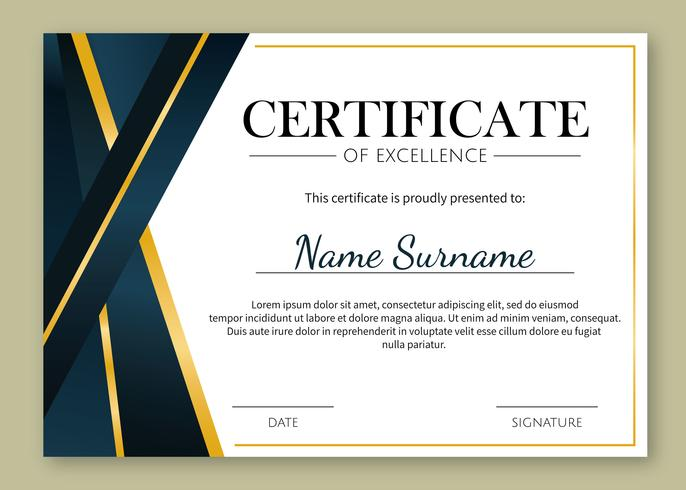 CERTIFICATE
OF EXCELLENCE
This certificate is proudly presented to:
Name Surname
Lorem ipsum dolor sit amet, consectetur adipiscing elit, sed do eiusmod
tempor incididunt ut labore et dolore magna aliqua. Ut enim ad minim veniam, consequat.
Duis aute irure dolor in reprehenderit in voluptate velit esse cillum dolore eu fugiat
nulla pariatur.
DATE SIGNATURE